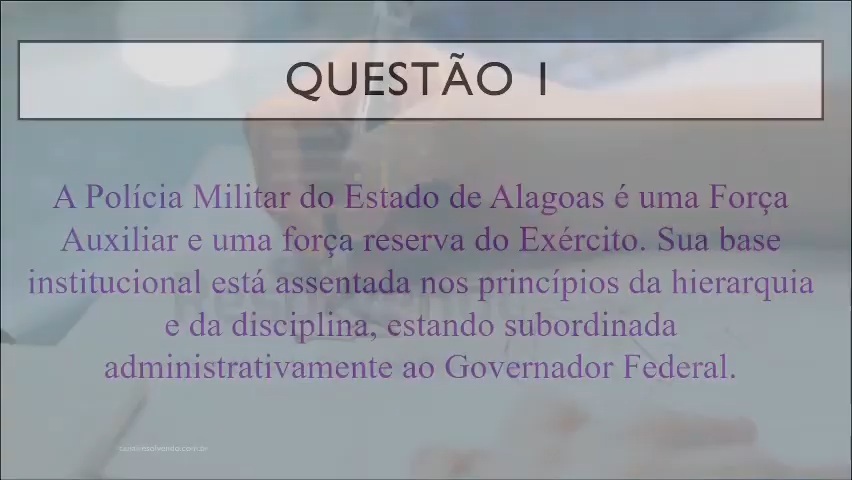 QUESTÃO 1
A Polícia Militar do Estado de Alagoas é uma Força
Auxiliar e uma força reserva do Exército. Sua base
institucional está assentada nos princípios da hierarquia
e da disciplina, estando subordinada
administrativamente ao Governador Federal.